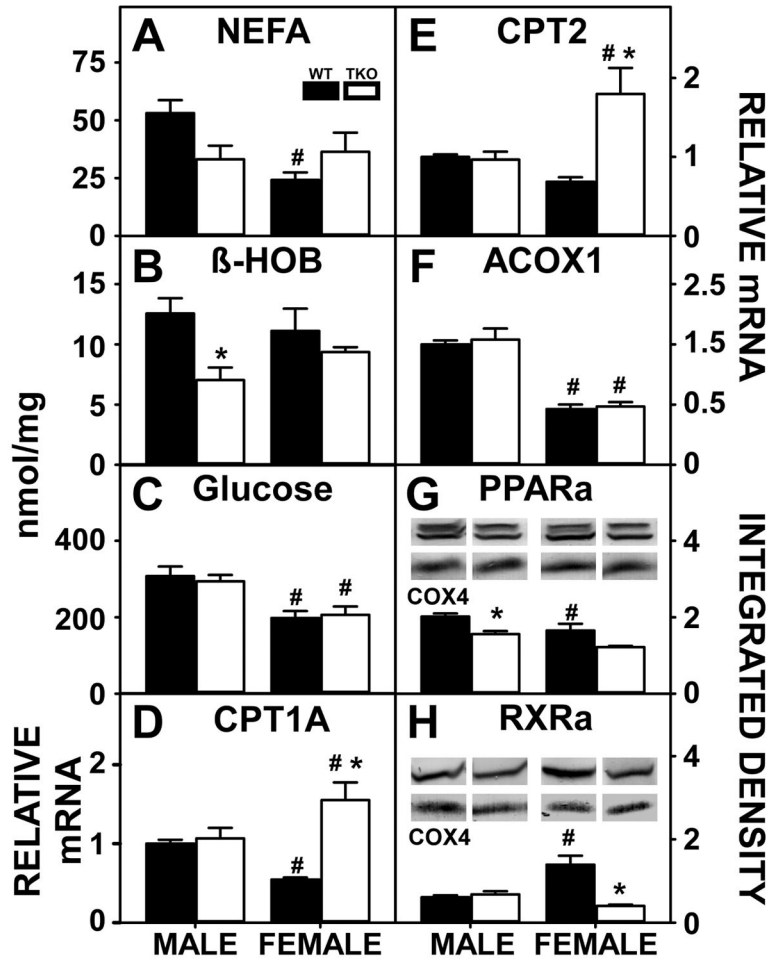 A NEFA
WT TKO
75
50
25
0
#
E CPT2
# *
2
1
0
B ß-HOB
15
10
5
0
*
F ACOX1
2.5
1.5
0.5
0
# #
RELATIVE mRNA
nmol/mg
C Glucose
400
200
0
# #
G PPARa
COX4
* #
4
2
0
D CPT1A
2
1
0
#
# *
RELATIVE
mRNA
H RXRa
COX4
#
*
4
2
0
INTEGRATED DENSITY
MALE FEMALE
MALE FEMALE